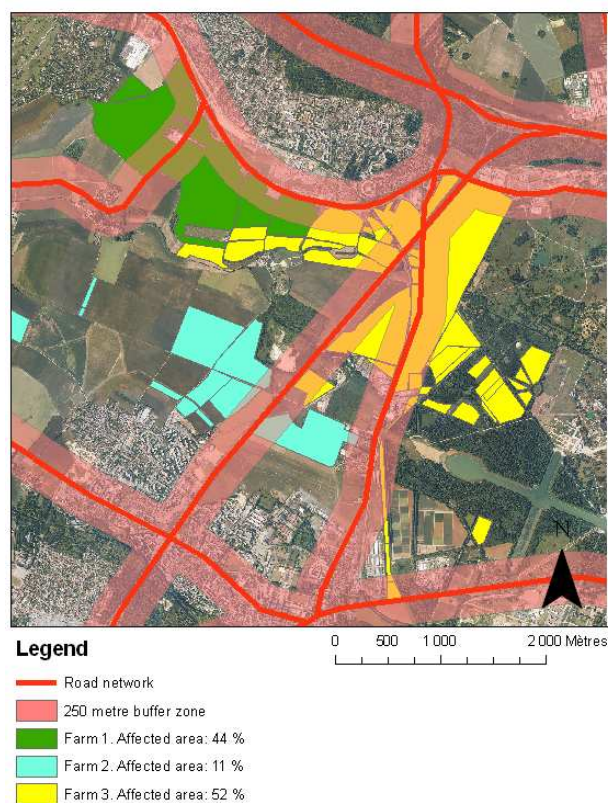 N
Legend
0 500 1 000 2 000 Mètres
Road network
250 metre buffer zone
Farm 1. Affected area: 44 %
Farm 2. Affected area: 11 %
Farm 3. Affected area: 52 %